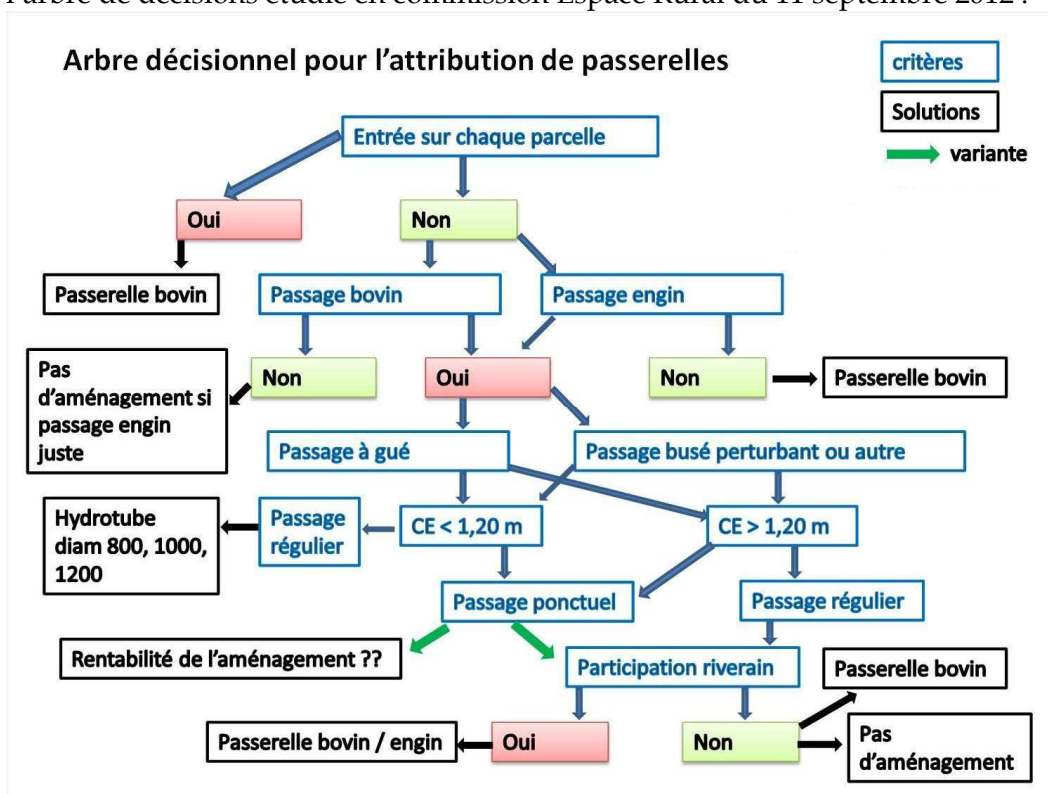 l'arbre de décisions étudié en commission Espace Rural du 11 septembre 2012 :
Arbre décisionnel pour l'attribution de passerelles
critères
Solutions
variante
Entrée sur chaque parcelle
Oui
Non
Passerelle bovin
Passage bovin
Passage engin
Pas
d'aménagement si
passage engin
juste
Non
Oui
Non
Passerelle bovin
Passage à gué
Passage busé perturbant ou autre
Hydrotube
diam 800, 1000,
1200
Passage
régulier
CE < 1,20 m
CE > 1,20 m
Passage ponctuel
Passage régulier
Rentabilité de l'aménagement ??
Participation riverain
Passerelle bovin
Passerelle bovin / engin
Oui
Non
Pas
d'aménagement